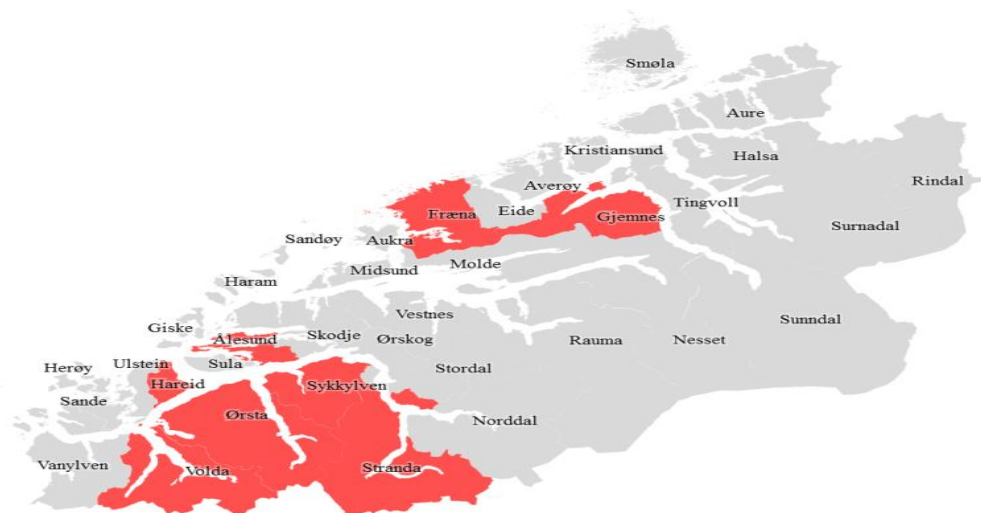 Smøla
Aure
Kristiansund
Halsa
Rindal
Averøy
Tingvoll
Fræna
Eide
Gjemnes
Surnadal
Sandøy
Aukra
Midsund
Molde
Haram
Vestnes
Sunndal
Giske
Ålesund
Skodje
Ørskog
Rauma
Nesset
Ulstein
Sula
Herøy
Hareid
Sykkylven
Stordal
Sande
Ørsta
Norddal
Vanylven
Volda
Stranda